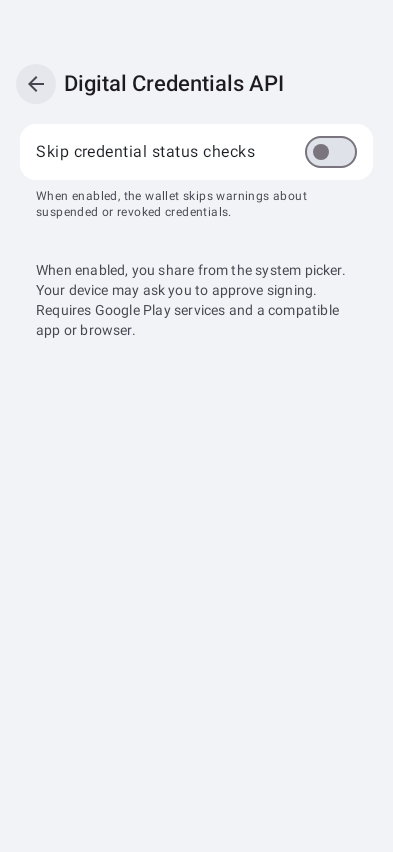 Digital Credentials API
Skip credential status checks
When enabled, the wallet skips warnings about
suspended or revoked credentials.
When enabled, you share from the system picker.
Your device may ask you to approve signing.
Requires Google Play services and a compatible
app or browser.